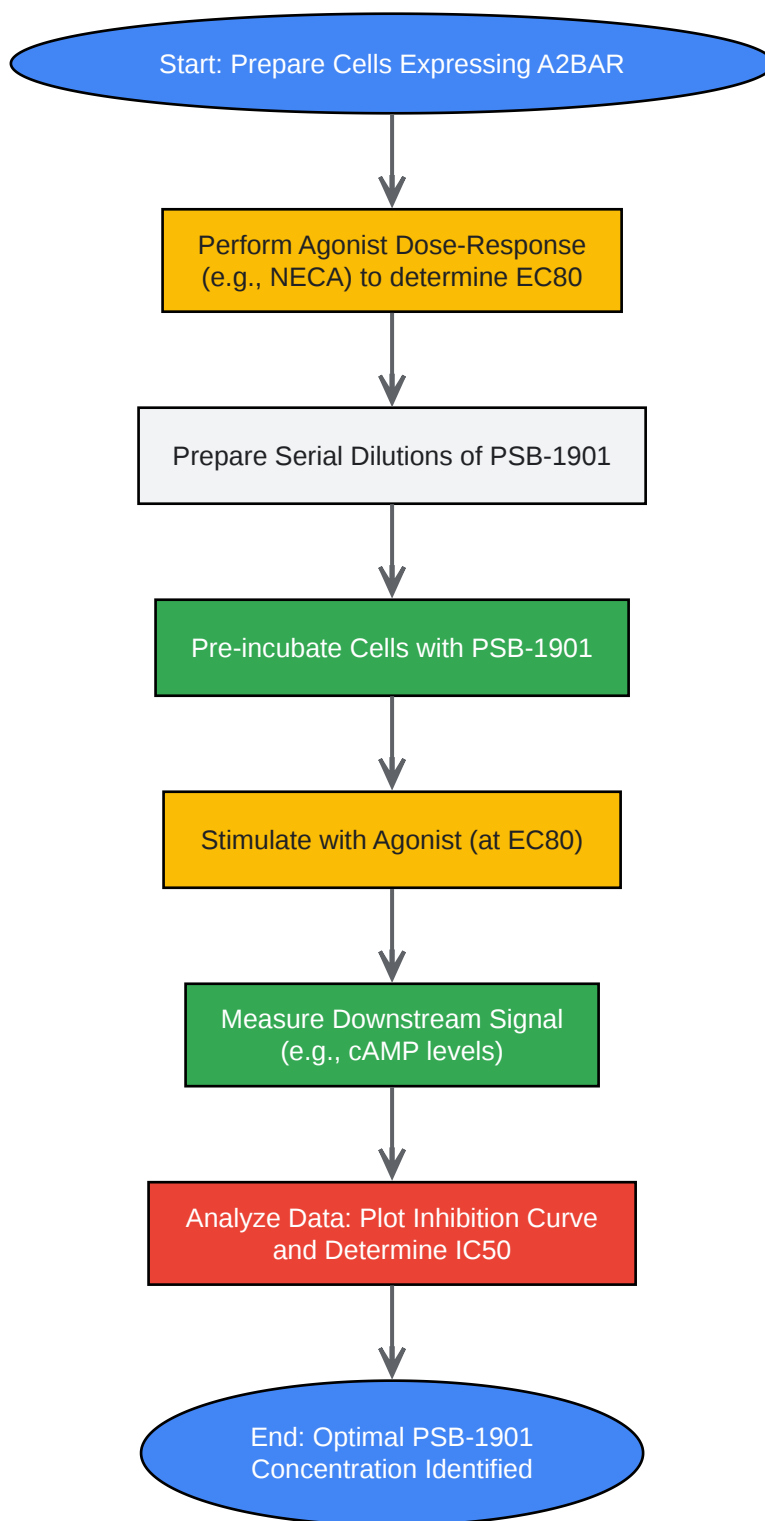 Start: Prepare Cells Expressing A2BAR
Perform Agonist Dose-Response
(e.g., NECA) to determine EC80
Prepare Serial Dilutions of PSB-1901
Pre-incubate Cells with PSB-1901
Stimulate with Agonist (at EC80)
Measure Downstream Signal
(e.g., cAMP levels)
Analyze Data: Plot Inhibition Curve
and Determine IC50
End: Optimal PSB-1901
Concentration Identified